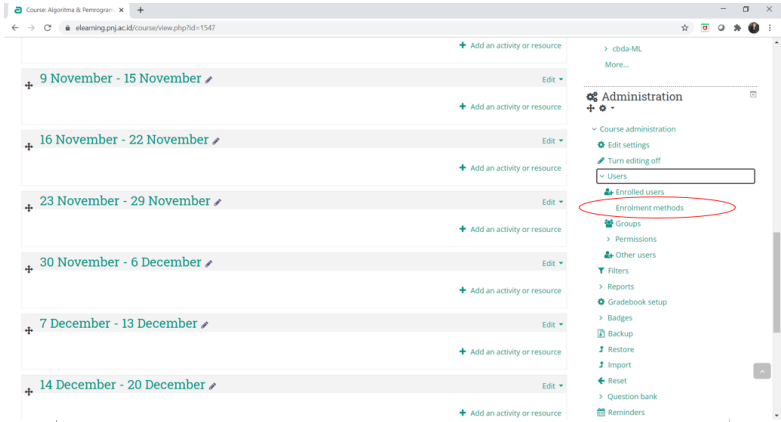 Course: Algoritma & Pemrogram
elearning.pnj.ac.id/course/view.php?id=1547
Add an activity or resource
9 November - 15 November
Edit
Add an activity or resource
16 November - 22 November
Edit
Add an activity or resource
23 November - 29 November
Edit
Add an activity or resource
30 November - 6 December
Edit
Add an activity or resource
7 December - 13 December
Edit
Add an activity or resource
14 December - 20 December
Edit
Add an activity or resource
cbda-ML
More...
Administration
Course administration
Edit settings
Turn editing off
Users
Enrolled users
Enrolment methods
Groups
Permissions
Other users
Filters
Reports
Gradebook setup
Badges
Backup
Restore
Import
Reset
Question bank
Reminders